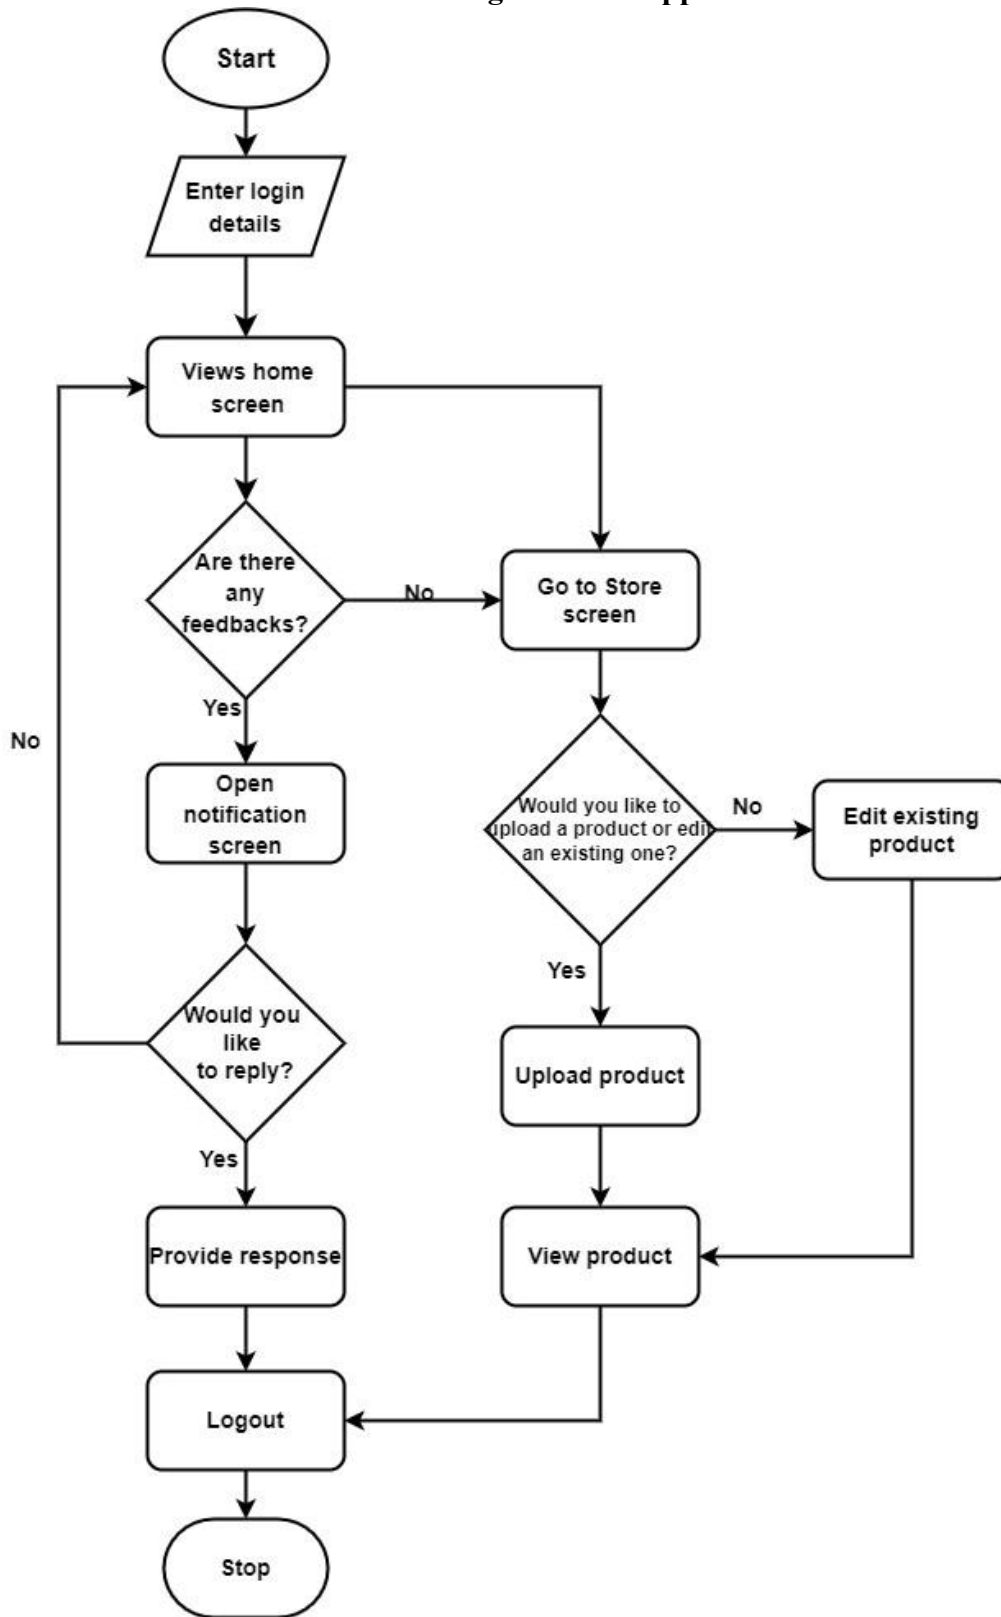 Start
Enter login
details
Views home
screen
Are there
any
feedbacks?
No
Go to Store
screen
Yes
No
Open
notification
screen
Would you like to
upload a product or edit
an existing one?
No
Edit existing
product
Yes
Would you
like
to reply?
Upload product
Yes
Provide response
View product
Logout
Stop